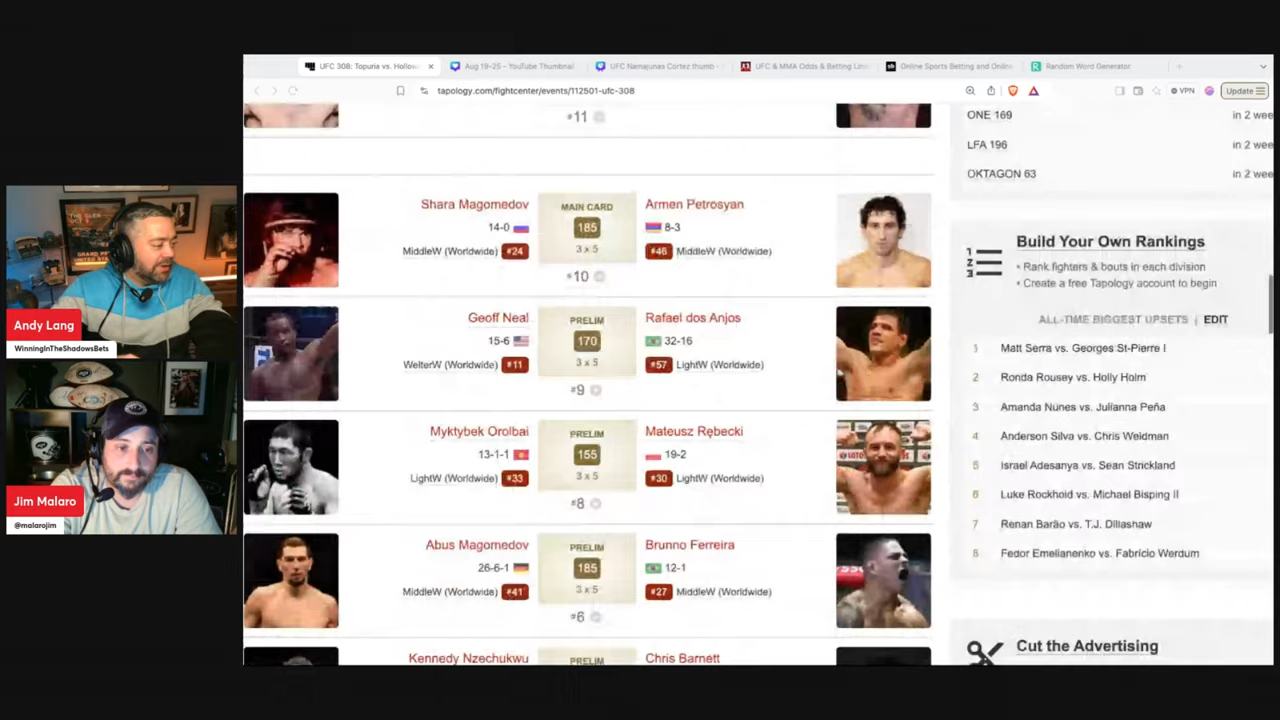 UFC 308: Topuria vs. Hollow
Aug 19-25 - YouTube Thumbnail
UFC Namajunas Cortez thumb
UFC & MMA Odds & Betting Line
Online Sports Betting and Online
Random Word Generator
tapology.com/fightcenter/events/112501-ufc-308
VPN
Update
#11
Shara Magomedov
14-0
MiddleW (Worldwide) #24
MAIN CARD
185
3 x 5
#10
Armen Petrosyan
8-3
#46 MiddleW (Worldwide)
Geoff Neal
15-6
WelterW (Worldwide) #11
PRELIM
170
3 x 5
#9
Rafael dos Anjos
32-16
#57 LightW (Worldwide)
Myktybek Orolbai
13-1-1
LightW (Worldwide) #33
PRELIM
155
3 x 5
#8
Mateusz Rębecki
19-2
#30 LightW (Worldwide)
Abus Magomedov
26-6-1
MiddleW (Worldwide) #41
PRELIM
185
3 x 5
#6
Brunno Ferreira
12-1
#27 MiddleW (Worldwide)
Kennedy Nzechukwu
PRELIM
Chris Barnett
ONE 169 in 2 wee
LFA 196 in 2 wee
OKTAGON 63 in 2 wee
Build Your Own Rankings
• Rank fighters & bouts in each division
• Create a free Tapology account to begin
ALL-TIME BIGGEST UPSETS | EDIT
1 Matt Serra vs. Georges St-Pierre I
2 Ronda Rousey vs. Holly Holm
3 Amanda Nunes vs. Julianna Peña
4 Anderson Silva vs. Chris Weidman
5 Israel Adesanya vs. Sean Strickland
6 Luke Rockhold vs. Michael Bisping II
7 Renan Barão vs. T.J. Dillashaw
8 Fedor Emelianenko vs. Fabrício Werdum
Cut the Advertising
Andy Lang
WinningInTheShadowsBets
Jim Malaro
@malarojim